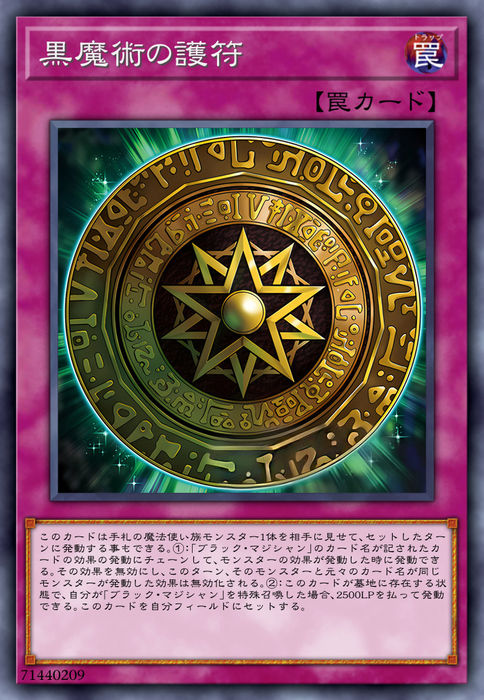 黒魔術の護符
トラップ
罠
【罠カード】
このカードは手札の魔法使い族モンスター1体を相手に見せて、セットしたター
ンに発動する事もできる。①:「ブラック・マジシャン」のカード名が記されたカ
ードの効果の発動にチェーンして、モンスターの効果が発動した時に発動でき
る。その効果を無効にし、このターン、そのモンスターと元々のカード名が同じ
モンスターが発動した効果は無効化される。②:このカードが墓地に存在する状
態で、自分が「ブラック・マジシャン」を特殊召喚した場合、2500LPを払って発動
できる。このカードを自分フィールドにセットする。
71440209